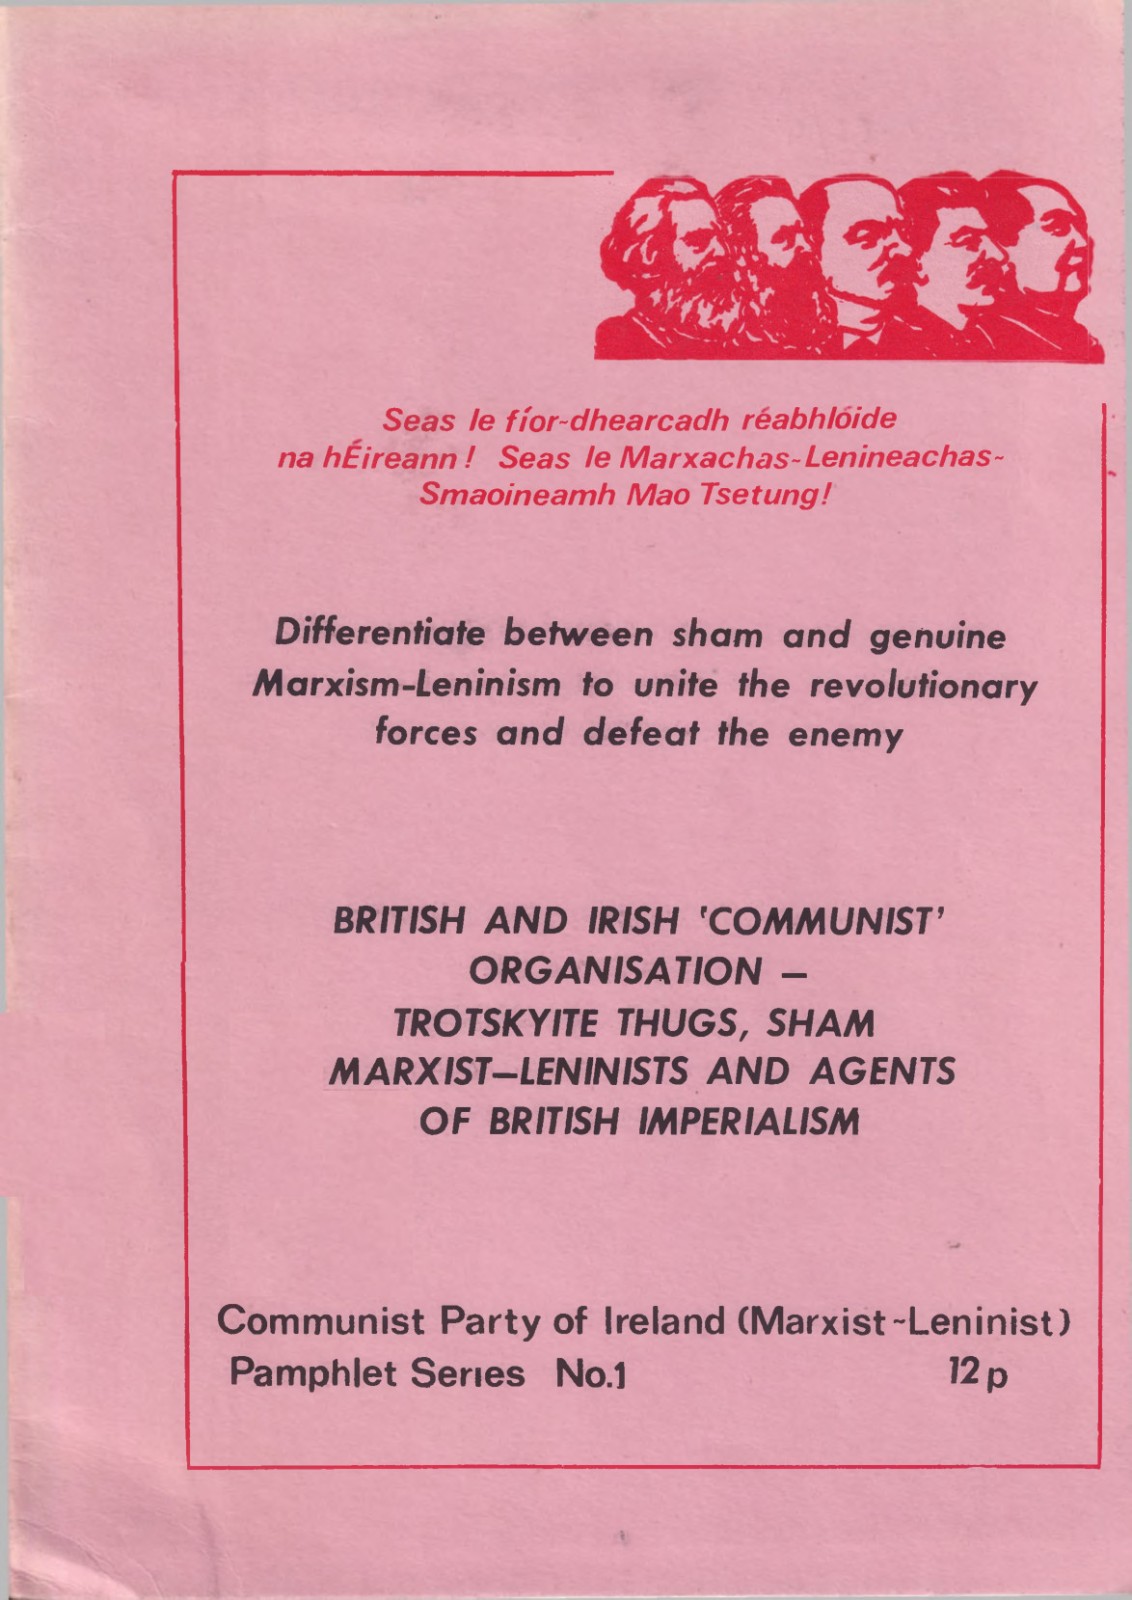 Seas le fíor-dhearcadh réabhlóide
na hÉireann! Seas le Marxachas-Lenineachas-
Smaoineamh Mao Tsetung!
Differentiate between sham and genuine
Marxism-Leninism to unite the revolutionary
forces and defeat the enemy
BRITISH AND IRISH 'COMMUNIST'
ORGANISATION —
TROTSKYITE THUGS, SHAM
MARXIST—LENINISTS AND AGENTS
OF BRITISH IMPERIALISM
Communist Party of Ireland (Marxist-Leninist)
Pamphlet Series No.1 12p